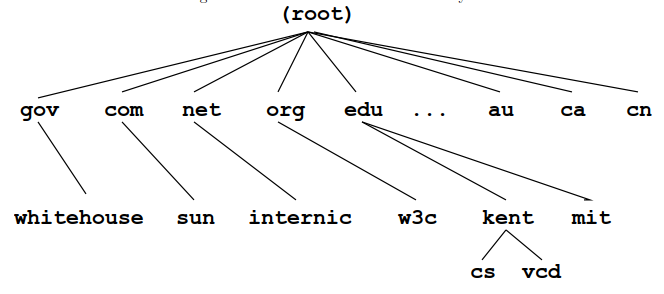 (root)
gov com net org edu ... au ca cn
whitehouse sun internic w3c kent mit
cs vcd